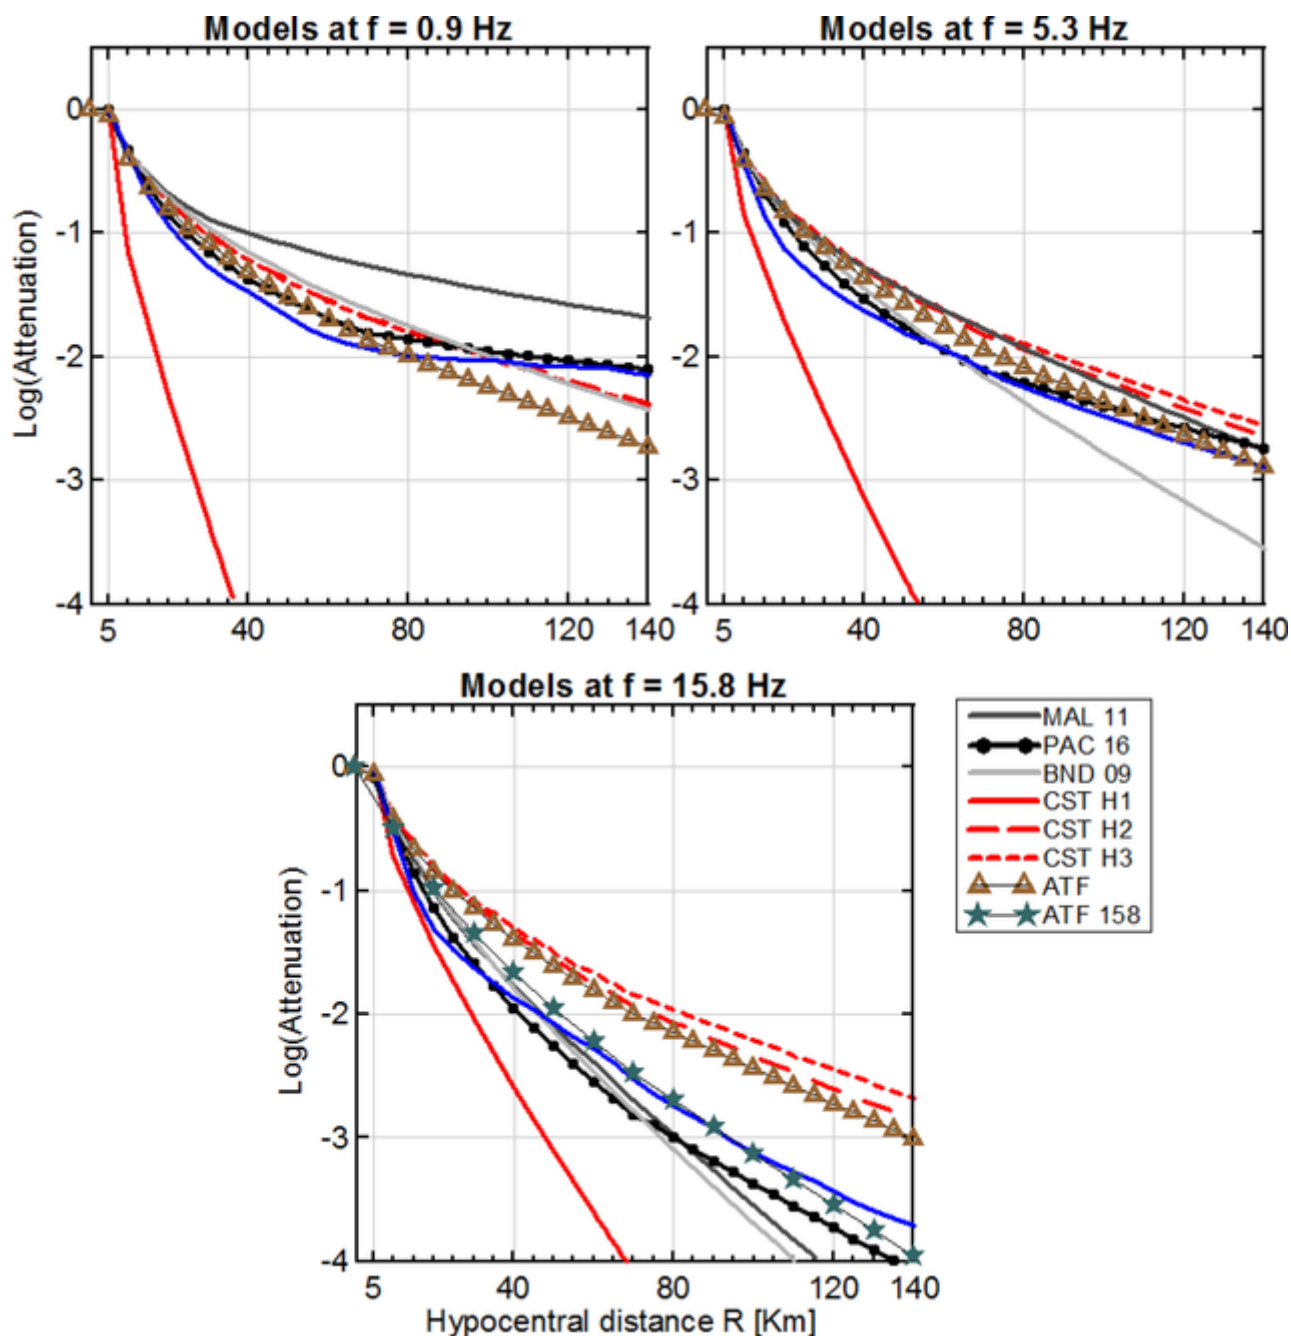 Models at f = 0.9 Hz
Log(Attenuation)
0
-1
-2
-3
-4
5 40 80 120 140
Models at f = 5.3 Hz
0
-1
-2
-3
-4
5 40 80 120 140
Models at f = 15.8 Hz
Log(Attenuation)
0
-1
-2
-3
-4
5 40 80 120 140
Hypocentral distance R [Km]
MAL 11
PAC 16
BND 09
CST H1
CST H2
CST H3
ATF
ATF 158